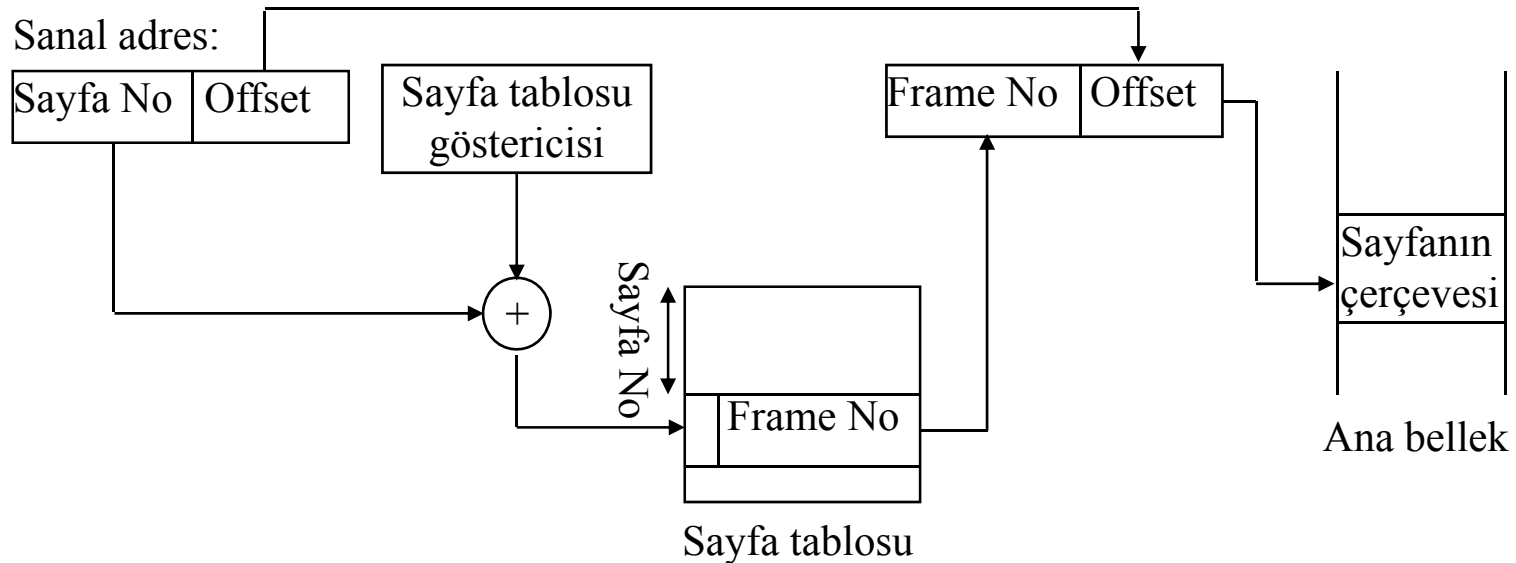 Sanal adres:
Sayfa No
Offset
Sayfa tablosu
göstericisi
Frame No
Offset
+
Sayfa No
Frame No
Sayfa tablosu
Sayfanın
çerçevesi
Ana bellek